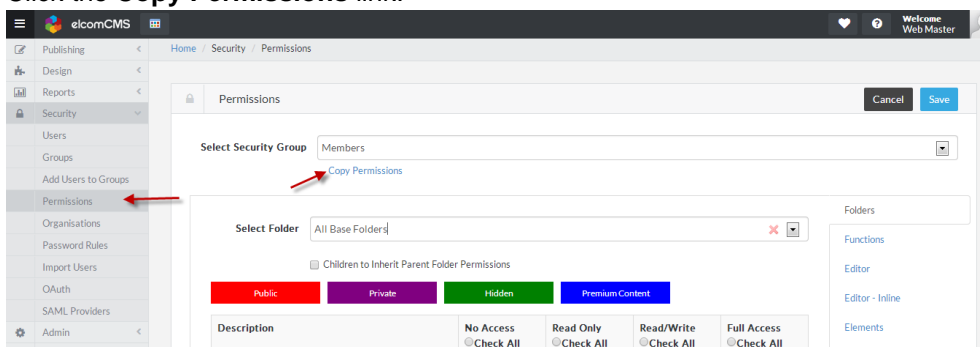 Click the Copy Permissions link.
elcomCMS
Welcome
Web Master
Publishing
Home / Security / Permissions
Design
Reports
Permissions
Cancel
Save
Security
Users
Select Security Group
Members
Groups
Copy Permissions
Add Users to Groups
Permissions
Folders
Organisations
Select Folder
All Base Folders
Functions
Password Rules
Import Users
Children to Inherit Parent Folder Permissions
Editor
OAuth
Public
Private
Hidden
Premium Content
Editor - Inline
SAML Providers
Admin
Description
No Access
Read Only
Read/Write
Full Access
Elements
Check All
Check All
Check All
Check All